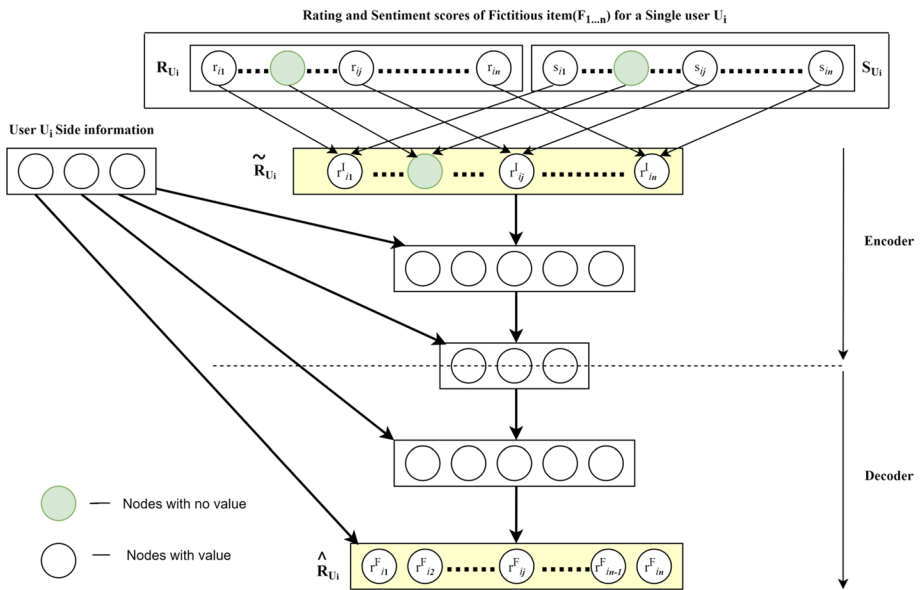 Rating and Sentiment scores of Fictitious item(F1...n) for a Single user Ui
RUi ri1 rij rin si1 sij sin SUi
User Ui Side information
~RUi rIi1 rIij rIin
Encoder
Decoder
Nodes with no value
Nodes with value
^RUi rFi1 rFi2 rFij rFin-1 rFin